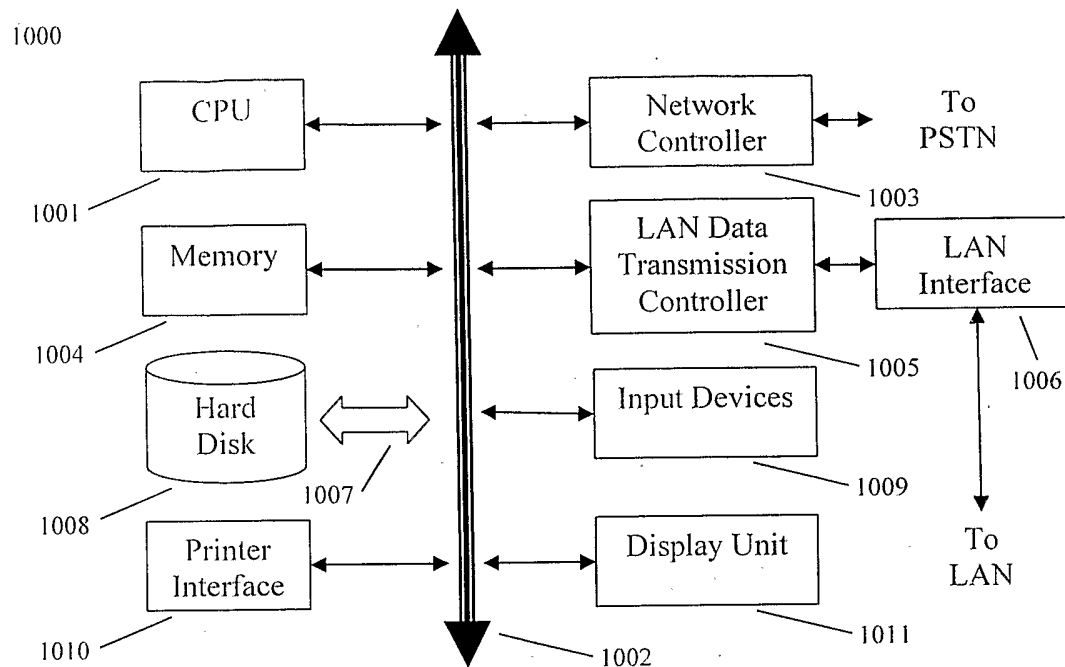 1000
CPU
1001
Network
Controller
1003
To
PSTN
Memory
1004
LAN Data
Transmission
Controller
1005
LAN
Interface
1006
Hard
Disk
1008
1007
Input Devices
1009
To
LAN
Printer
Interface
1010
Display Unit
1011
1002